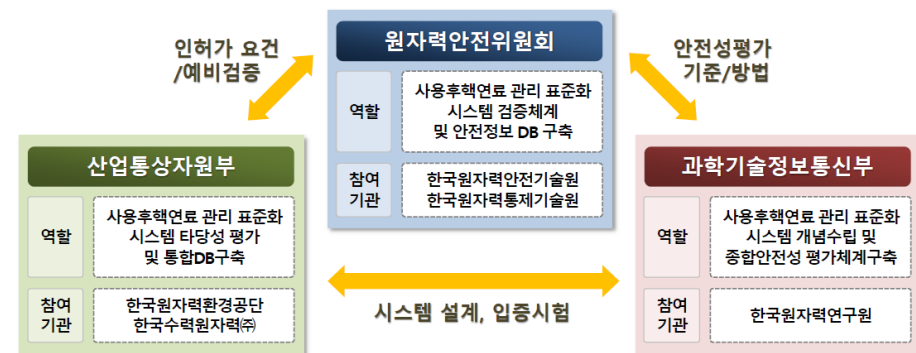 인허가 요건
/예비검증
원자력안전위원회
역할
사용후핵연료 관리 표준화
시스템 검증체계
및 안전정보 DB 구축
참여
기관
한국원자력안전기술원
한국원자력통제기술원
안전성평가
기준/방법
산업통상자원부
역할
사용후핵연료 관리 표준화
시스템 타당성 평가
및 통합DB구축
참여
기관
한국원자력환경공단
한국수력원자력㈜
시스템 설계, 입증시험
과학기술정보통신부
역할
사용후핵연료 관리 표준화
시스템 개념수립 및
종합안전성 평가체계구축
참여
기관
한국원자력연구원